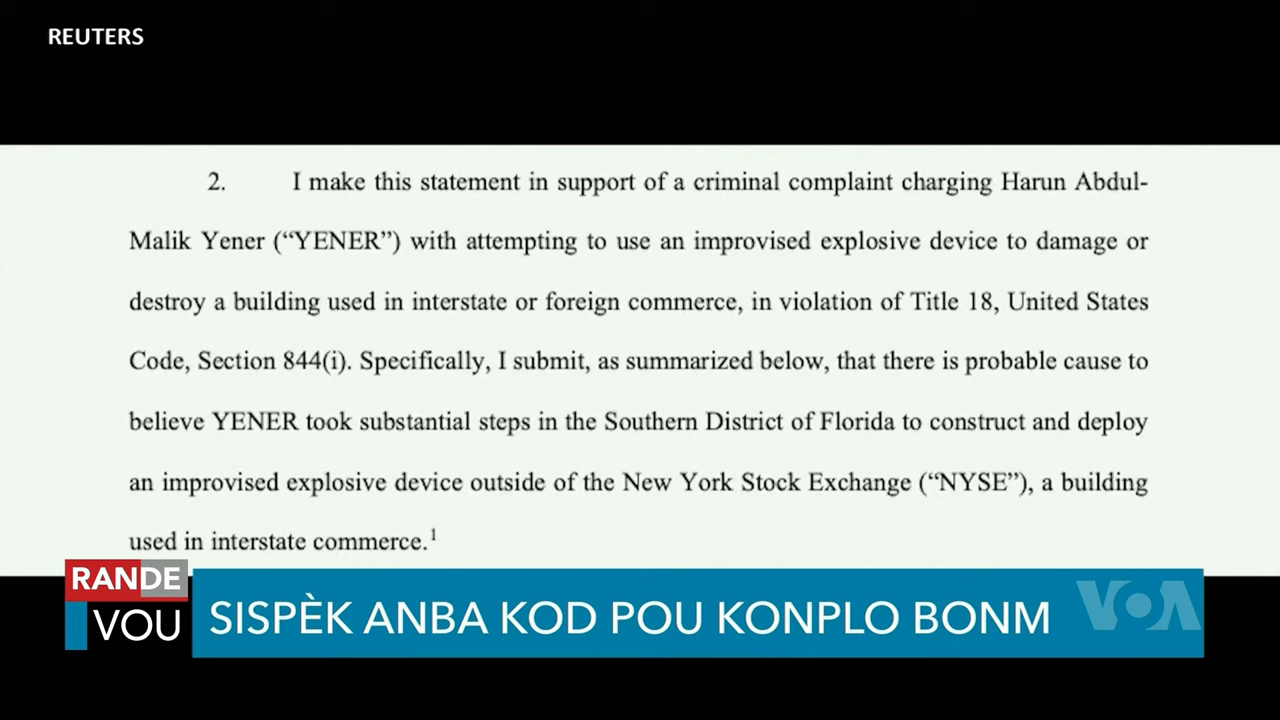 REUTERS
2. I make this statement in support of a criminal complaint charging Harun Abdul-
Malik Yener (“YENER”) with attempting to use an improvised explosive device to damage or
destroy a building used in interstate or foreign commerce, in violation of Title 18, United States
Code, Section 844(i). Specifically, I submit, as summarized below, that there is probable cause to
believe YENER took substantial steps in the Southern District of Florida to construct and deploy
an improvised explosive device outside of the New York Stock Exchange (“NYSE”), a building
used in interstate commerce.1
RANDE
VOU
SISPÈK ANBA KOD POU KONPLO BONM
VOA